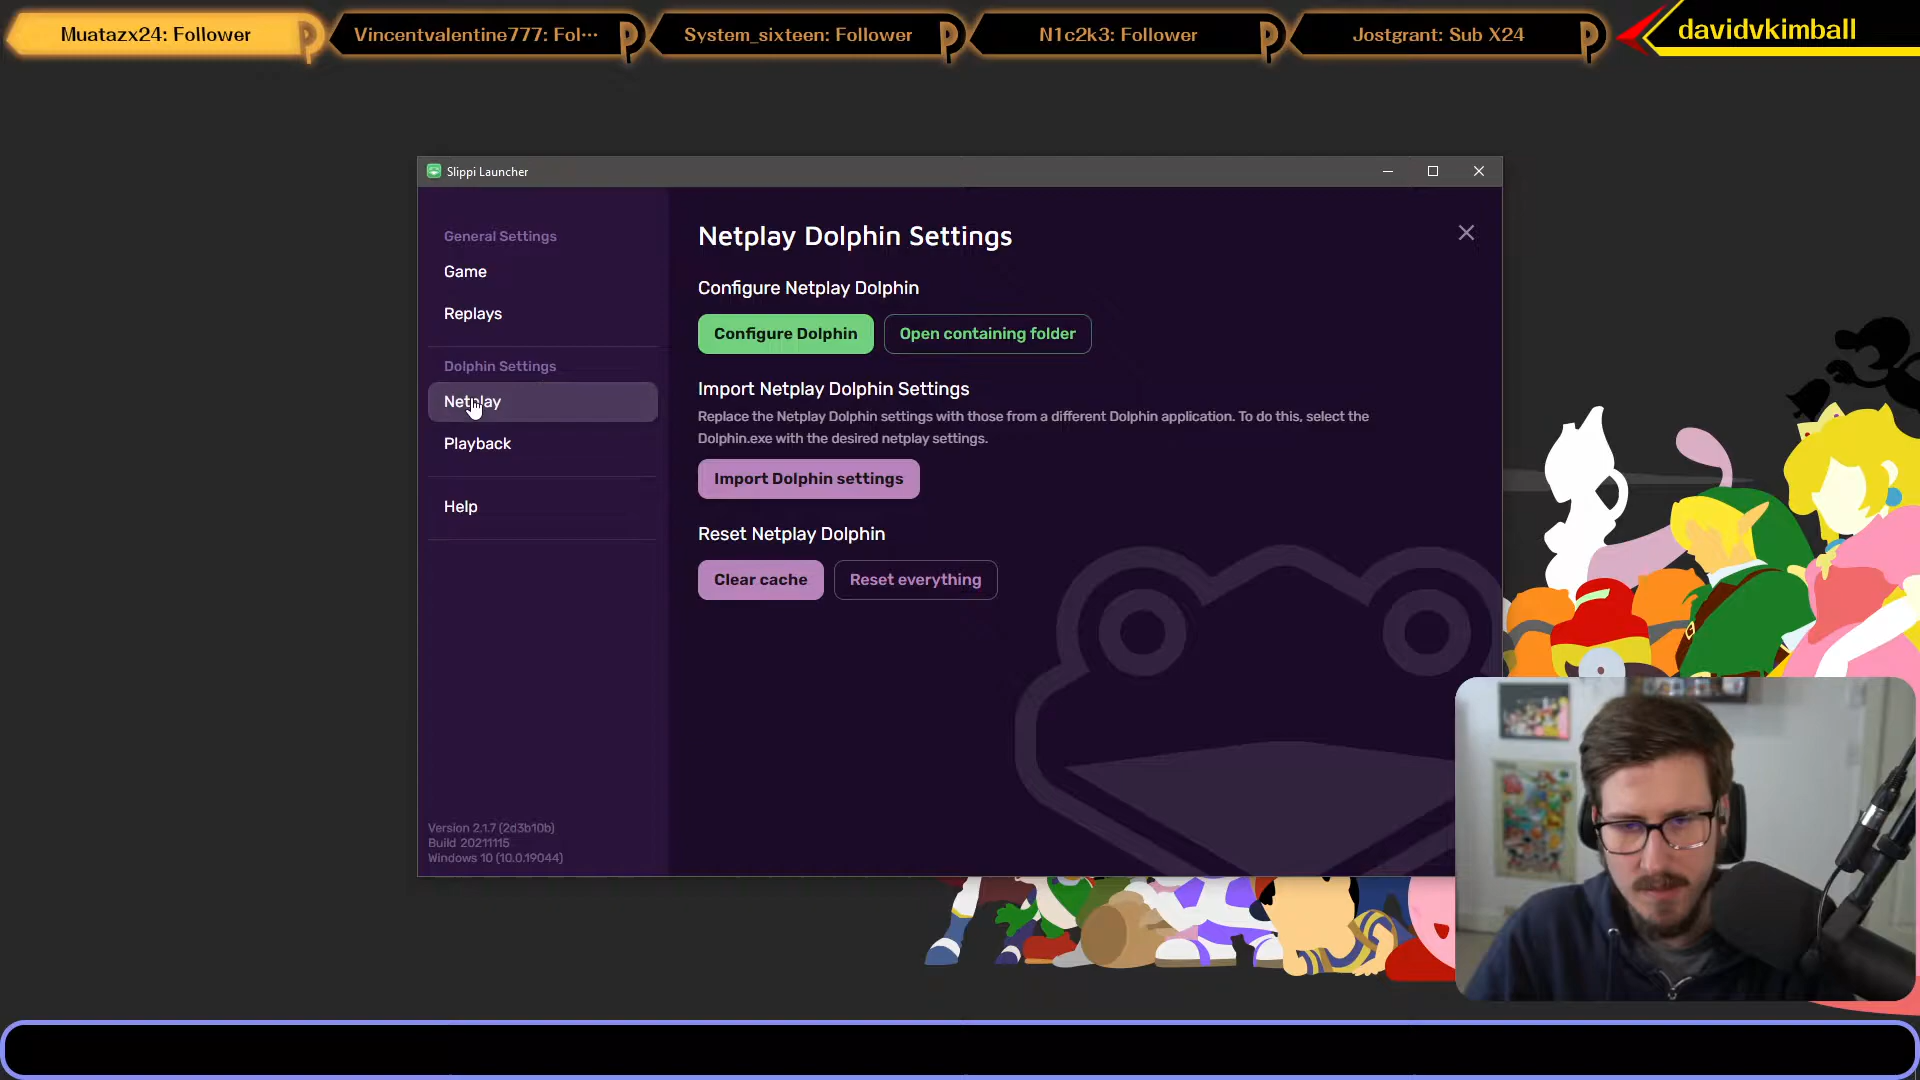 Muatazx24: Follower
Vincentvalentine777: Fol···
System_sixteen: Follower
N1c2k3: Follower
Jostgrant: Sub X24
davidvkimball
Slippi Launcher
General Settings
Game
Replays
Dolphin Settings
Netplay
Playback
Help
Version 2.1.7 (2d3b10b)
Build 20211115
Windows 10 (10.0.19044)
Netplay Dolphin Settings
Configure Netplay Dolphin
Configure Dolphin
Open containing folder
Import Netplay Dolphin Settings
Replace the Netplay Dolphin settings with those from a different Dolphin application. To do this, select the
Dolphin.exe with the desired netplay settings.
Import Dolphin settings
Reset Netplay Dolphin
Clear cache
Reset everything